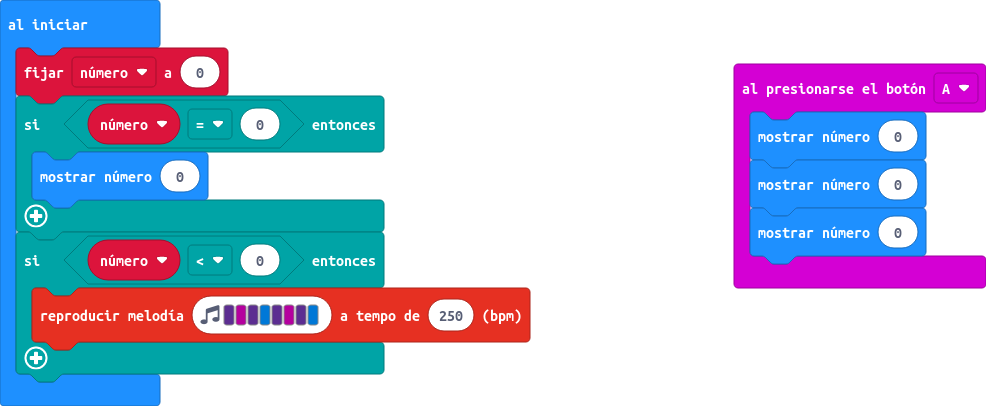 al iniciar
fijar número a 0
si número = 0 entonces
mostrar número 0
si número < 0 entonces
reproducir melodía a tempo de 250 (bpm)
al presionarse el botón A
mostrar número 0
mostrar número 0
mostrar número 0